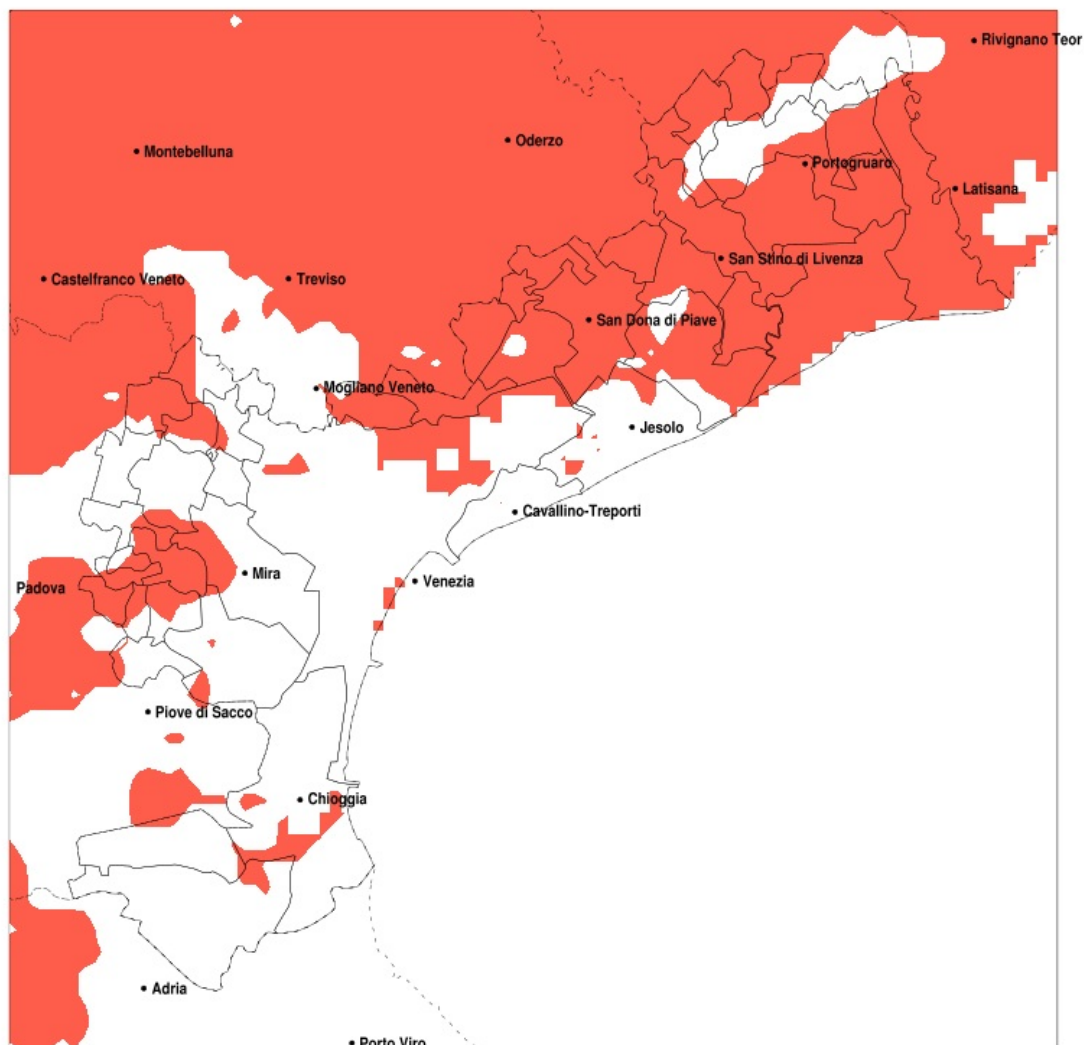 Rivignano Teor
Oderzo
Montebelluna
Portogruaro
Latisana
San Stino di Livenza
Castelfranco Veneto
Treviso
San Dona di Piave
Mogliano Veneto
Jesolo
Cavallino-Treporti
Mira
Venezia
Padova
Piove di Sacco
Chioggia
Adria
Porto Viro